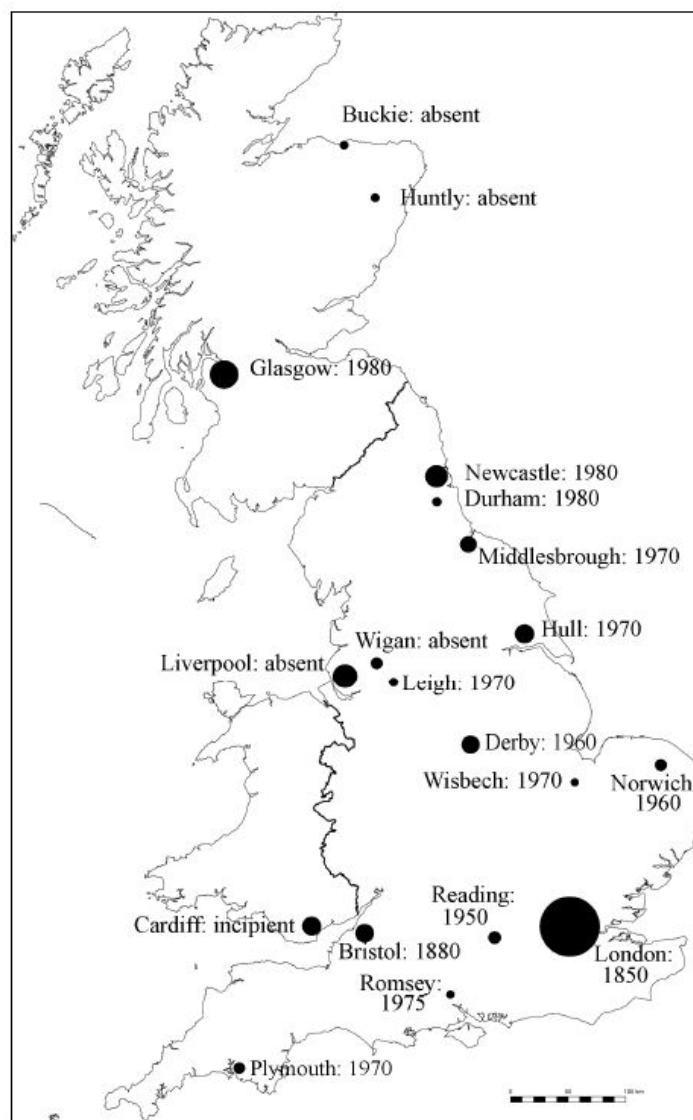 Buckie: absent
Huntly: absent
Glasgow: 1980
Newcastle: 1980
Durham: 1980
Middlesbrough: 1970
Hull: 1970
Wigan: absent
Liverpool: absent
Leigh: 1970
Derby: 1960
Wisbech: 1970
Norwich
1960
Reading:
1950
Cardiff: incipient
Bristol: 1880
London:
1850
Romsey:
1975
Plymouth: 1970